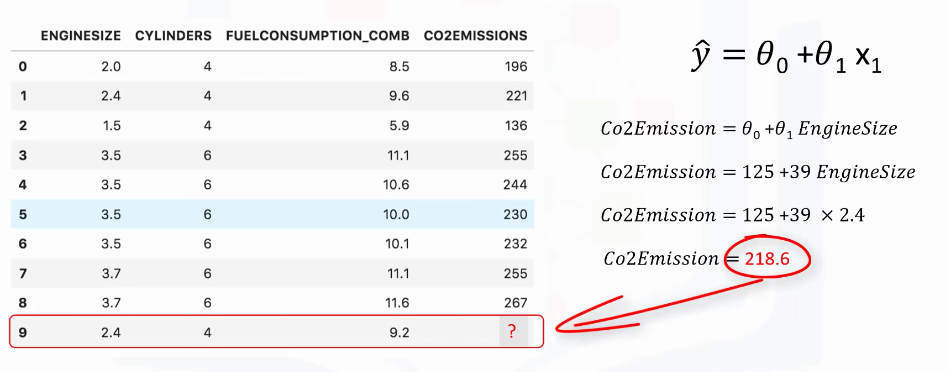 ENGINESIZE CYLINDERS FUELCONSUMPTION_COMB CO2EMISSIONS
0 2.0 4 8.5 196
1 2.4 4 9.6 221
2 1.5 4 5.9 136
3 3.5 6 11.1 255
4 3.5 6 10.6 244
5 3.5 6 10.0 230
6 3.5 6 10.1 232
7 3.7 6 11.1 255
8 3.7 6 11.6 267
9 2.4 4 9.2 ?
ŷ = θ₀ +θ₁ x₁
Co2Emission = θ₀ +θ₁ EngineSize
Co2Emission = 125 +39 EngineSize
Co2Emission = 125 +39 × 2.4
Co2Emission = 218.6